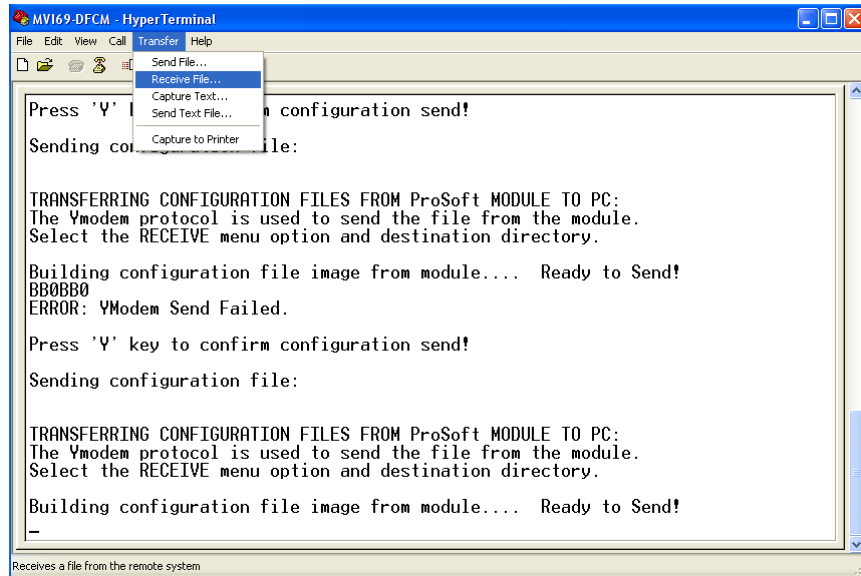 MVI69-DFCM - HyperTerminal
File Edit View Call Transfer Help
Send File...
Receive File...
Capture Text...
Send Text File...
Capture to Printer
Press 'Y' configuration send!
Sending
TRANSFERRING CONFIGURATION FILES FROM ProSoft MODULE TO PC:
The Ymodem protocol is used to send the file from the module.
Select the RECEIVE menu option and destination directory.
Building configuration file image from module.... Ready to Send!
BB0BB0
ERROR: YModem Send Failed.
Press 'Y' key to confirm configuration send!
Sending configuration file:
TRANSFERRING CONFIGURATION FILES FROM ProSoft MODULE TO PC:
The Ymodem protocol is used to send the file from the module.
Select the RECEIVE menu option and destination directory.
Building configuration file image from module.... Ready to Send!
Receives a file from the remote system